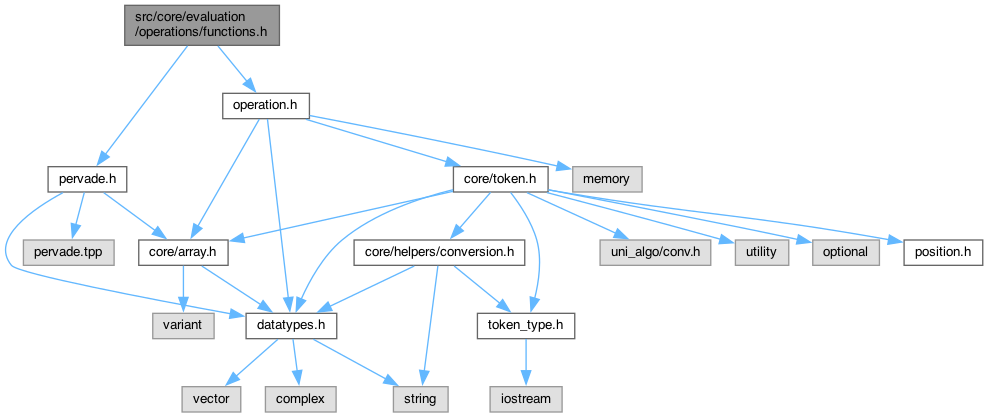 src/core/evaluation
/operations/functions.h
operation.h
pervade.h
core/token.h
memory
pervade.tpp
core/array.h
core/helpers/conversion.h
uni_algo/conv.h
utility
optional
position.h
variant
datatypes.h
token_type.h
vector
complex
string
iostream